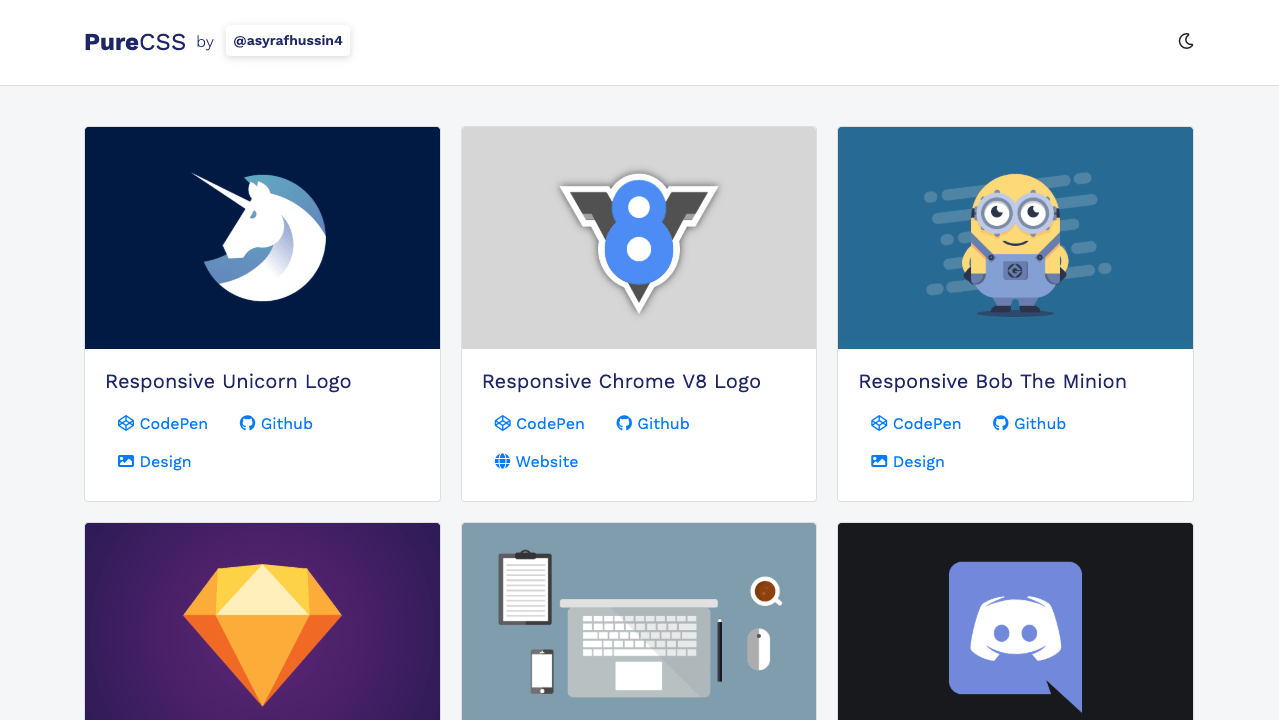 PureCSS by @asyrafhussin4
8
G
Responsive Unicorn Logo
CodePen Github
Design
Responsive Chrome V8 Logo
CodePen Github
Website
Responsive Bob The Minion
CodePen Github
Design